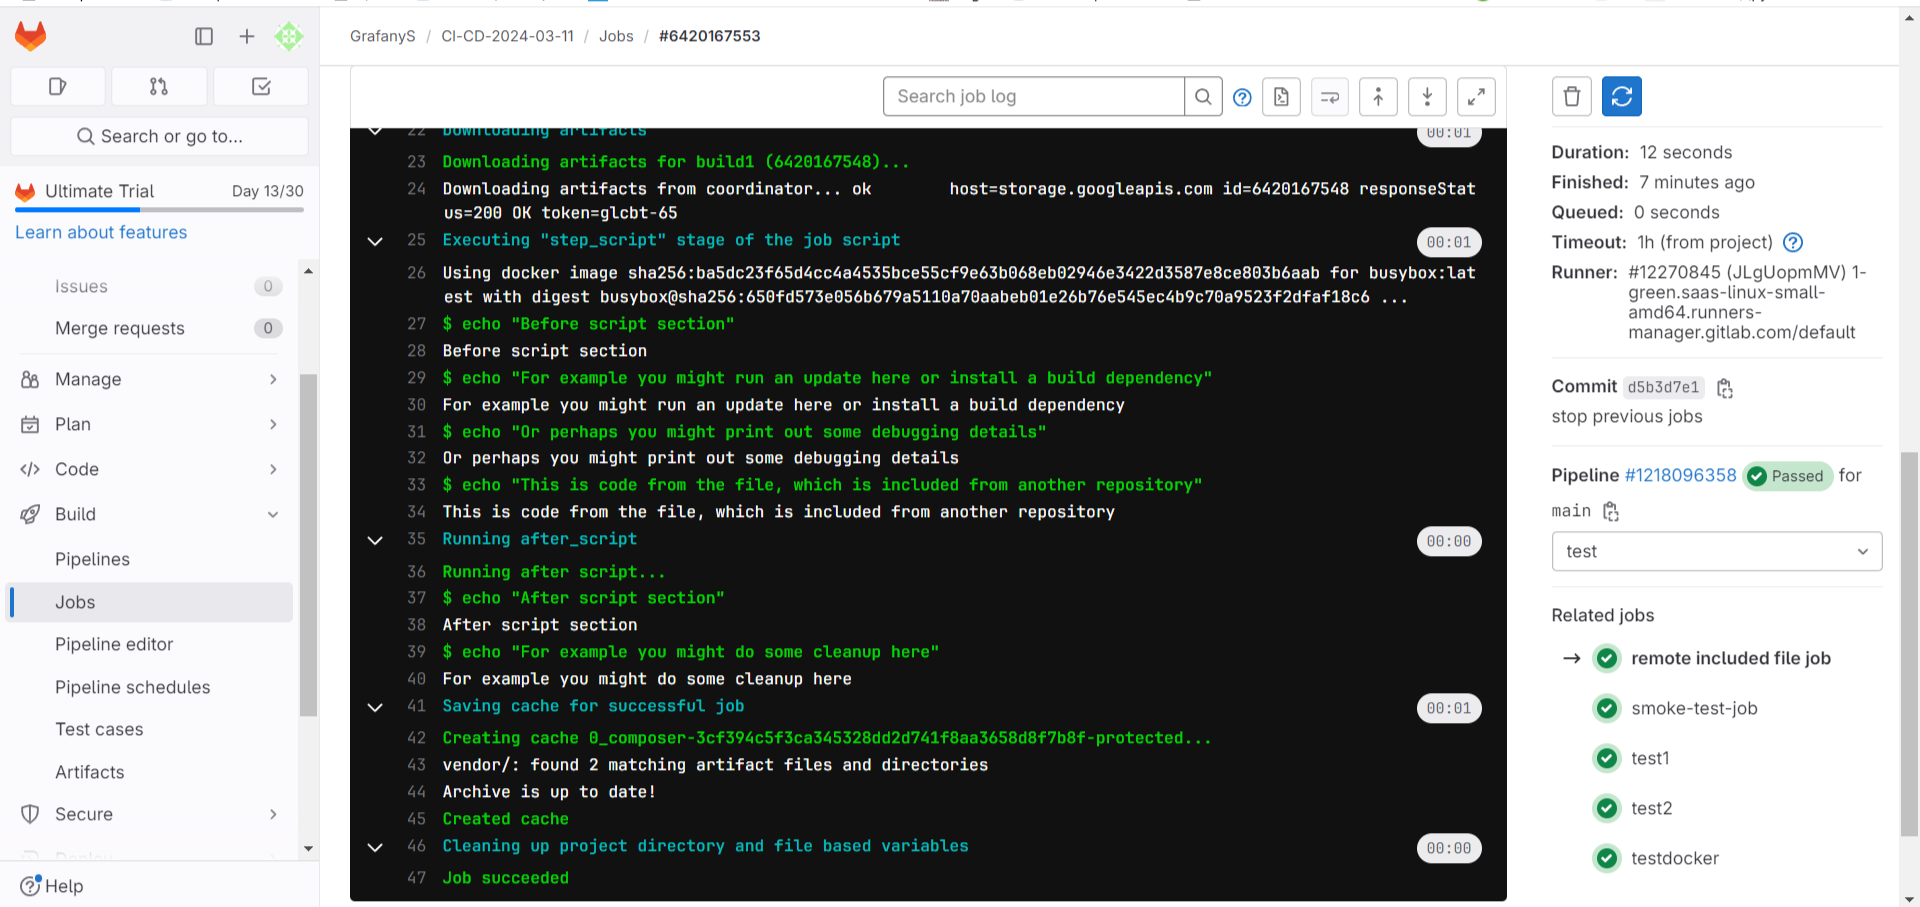 GrafanyS / CI-CD-2024-03-11 / Jobs / #6420167553
Search or go to...
Ultimate Trial Day 13/30
Learn about features
Issues 0
Merge requests 0
Manage
Plan
Code
Build
Pipelines
Jobs
Pipeline editor
Pipeline schedules
Test cases
Artifacts
Secure
Deploy
Help
Search job log
22 Downloading artifacts 00:01
23 Downloading artifacts for build1 (6420167548)...
24 Downloading artifacts from coordinator... ok host=storage.googleapis.com id=6420167548 responseStat
us=200 OK token=glcbt-65
25 Executing "step_script" stage of the job script 00:01
26 Using docker image sha256:ba5dc23f65d4cc4a4535bce55cf9e63b068eb02946e3422d3587e8ce803b6aab for busybox:lat
est with digest busybox@sha256:650fd573e056b679a5110a70aabeb01e26b76e545ec4b9c70a9523f2dfaf18c6 ...
27 $ echo "Before script section"
28 Before script section
29 $ echo "For example you might run an update here or install a build dependency"
30 For example you might run an update here or install a build dependency
31 $ echo "Or perhaps you might print out some debugging details"
32 Or perhaps you might print out some debugging details
33 $ echo "This is code from the file, which is included from another repository"
34 This is code from the file, which is included from another repository
35 Running after_script 00:00
36 Running after script...
37 $ echo "After script section"
38 After script section
39 $ echo "For example you might do some cleanup here"
40 For example you might do some cleanup here
41 Saving cache for successful job 00:01
42 Creating cache 0_composer-3cf394c5f3ca345328dd2d741f8aa3658d8f7b8f-protected...
43 vendor/: found 2 matching artifact files and directories
44 Archive is up to date!
45 Created cache
46 Cleaning up project directory and file based variables 00:00
47 Job succeeded
Duration: 12 seconds
Finished: 7 minutes ago
Queued: 0 seconds
Timeout: 1h (from project)
Runner: #12270845 (JLgUopmMV) 1-
green.saas-linux-small-
amd64.runners-
manager.gitlab.com/default
Commit d5b3d7e1
stop previous jobs
Pipeline #1218096358 Passed for
main
test
Related jobs
→ remote included file job
smoke-test-job
test1
test2
testdocker